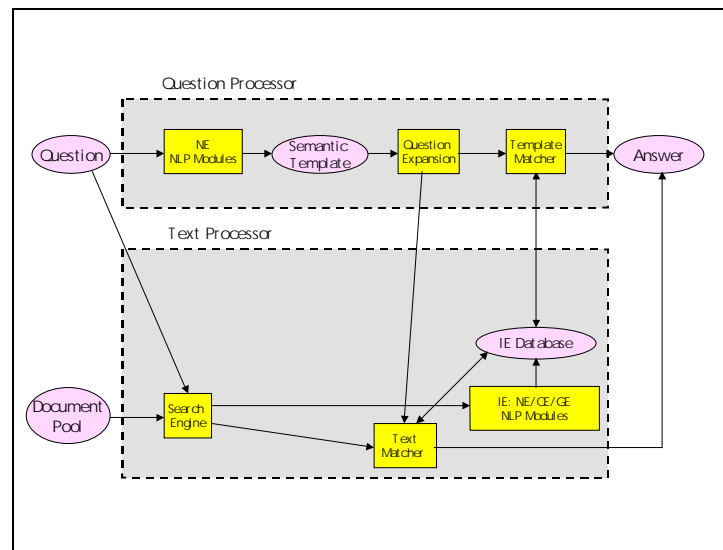 Question Processor
Question
NE
NLP Modules
Semantic
Template
Question
Expansion
Template
Matcher
Answer
Text Processor
IE Database
Document
Pool
Search
Engine
IE: NE/CE/GE
NLP Modules
Text
Matcher